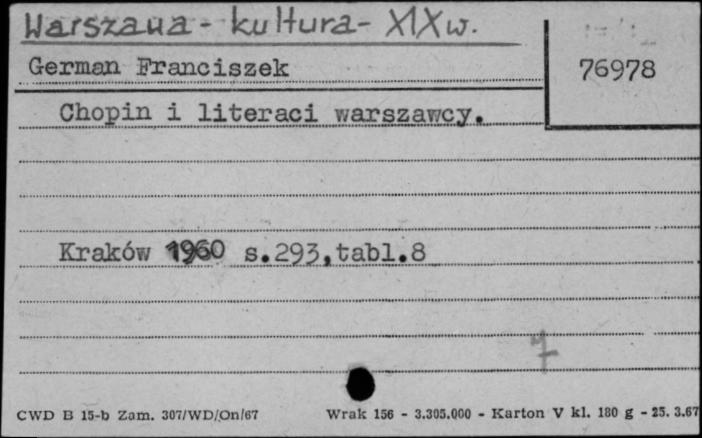 Warszawa - kultura - XIX w.
German Franciszek
76978
Chopin i literaci warszawcy.
Kraków 1960 s.293,tabl.8
7
CWD B 15-b Zam. 307/WD/On/67 Wrak 156 - 3.305.000 - Karton V kl. 180 g - 25. 3.67